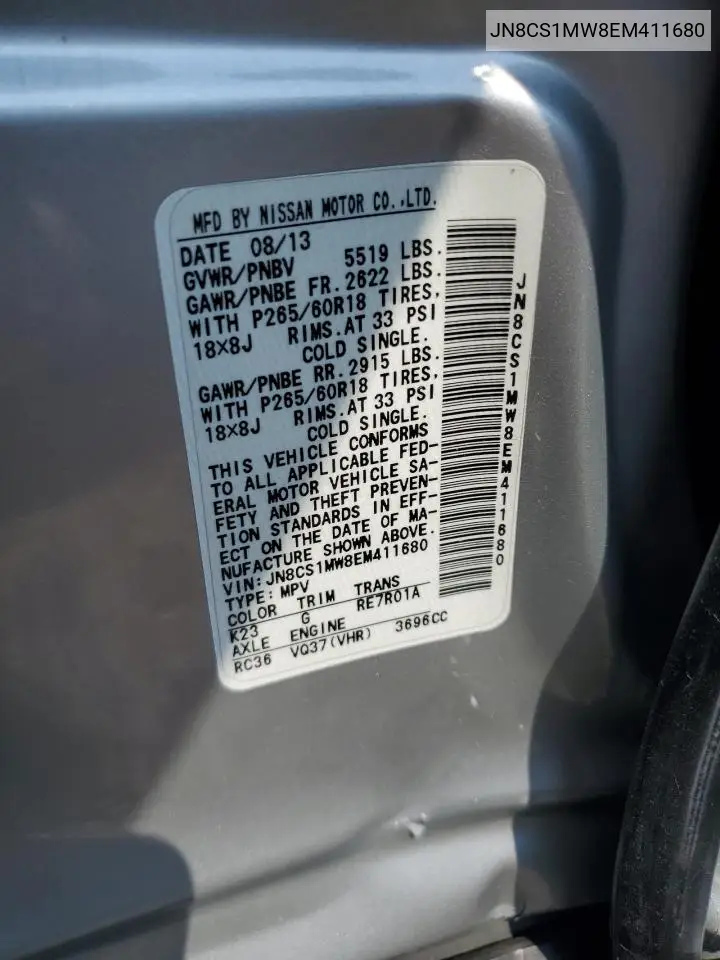 JN8CS1MW8EM411680
MFD BY NISSAN MOTOR CO.,LTD.
DATE 08/13
GVWR/PNBV 5519 LBS.
GAWR/PNBE FR. 2622 LBS.
WITH P265/60R18 TIRES,
18×8J RIMS.AT 33 PSI
COLD SINGLE.
GAWR/PNBE RR. 2915 LBS.
WITH P265/60R18 TIRES,
18×8J RIMS.AT 33 PSI
COLD SINGLE.
THIS VEHICLE CONFORMS
TO ALL APPLICABLE FED-
ERAL MOTOR VEHICLE SA-
FETY AND THEFT PREVEN-
TION STANDARDS IN EFF-
ECT ON THE DATE OF MA-
NUFACTURE SHOWN ABOVE.
VIN:JN8CS1MW8EM411680
TYPE:MPV
COLOR TRIM TRANS
K23 G RE7R01A
AXLE ENGINE
RC36 VQ37(VHR) 3696CC
JN8CS1MW8EM411680